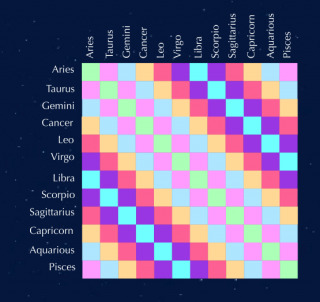 Aries
Taurus
Gemini
Cancer
Leo
Virgo
Libra
Scorpio
Sagittarius
Capricorn
Aquarious
Pisces
Aries
Taurus
Gemini
Cancer
Leo
Virgo
Libra
Scorpio
Sagittarius
Capricorn
Aquarious
Pisces